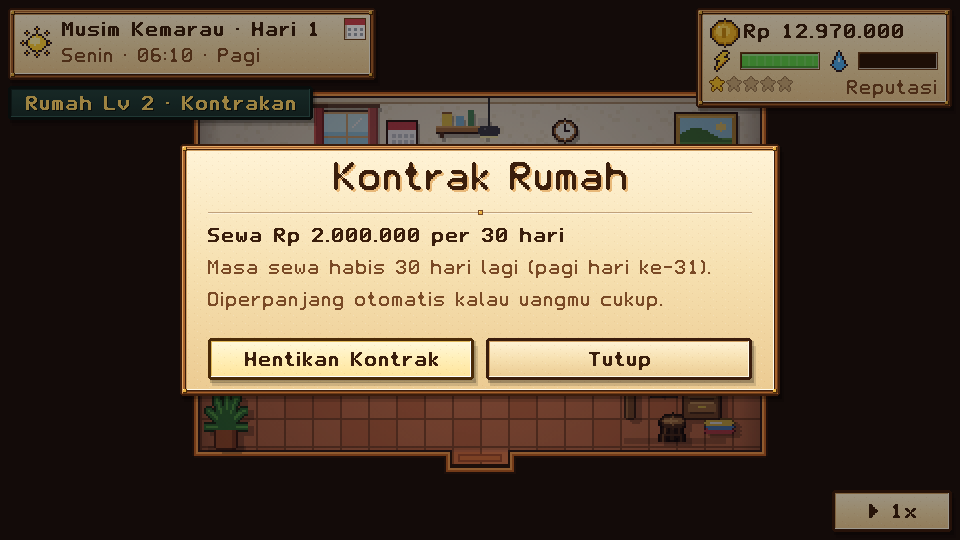 Musim Kemarau · Hari 1
Senin · 06:10 · Pagi
Rp 12.970.000
Reputasi
Rumah Lv 2 · Kontrakan
Kontrak Rumah
Sewa Rp 2.000.000 per 30 hari
Masa sewa habis 30 hari lagi (pagi hari ke-31).
Diperpanjang otomatis kalau uangmu cukup.
Hentikan Kontrak
Tutup
1x